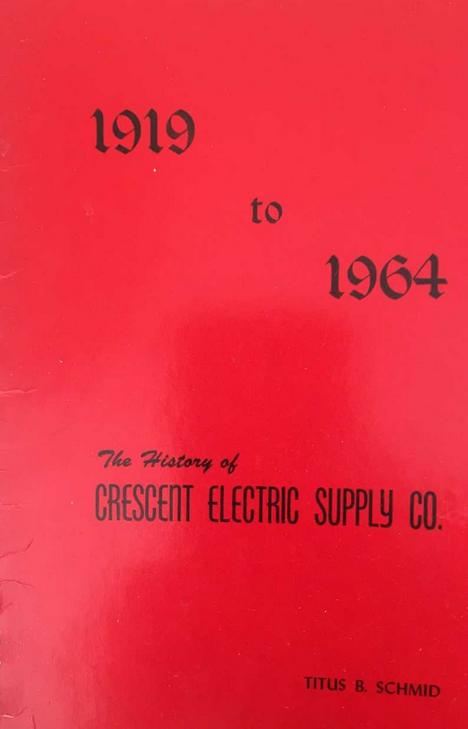 1919
to
1964
The History of
CRESCENT ELECTRIC SUPPLY CO.
TITUS B. SCHMID